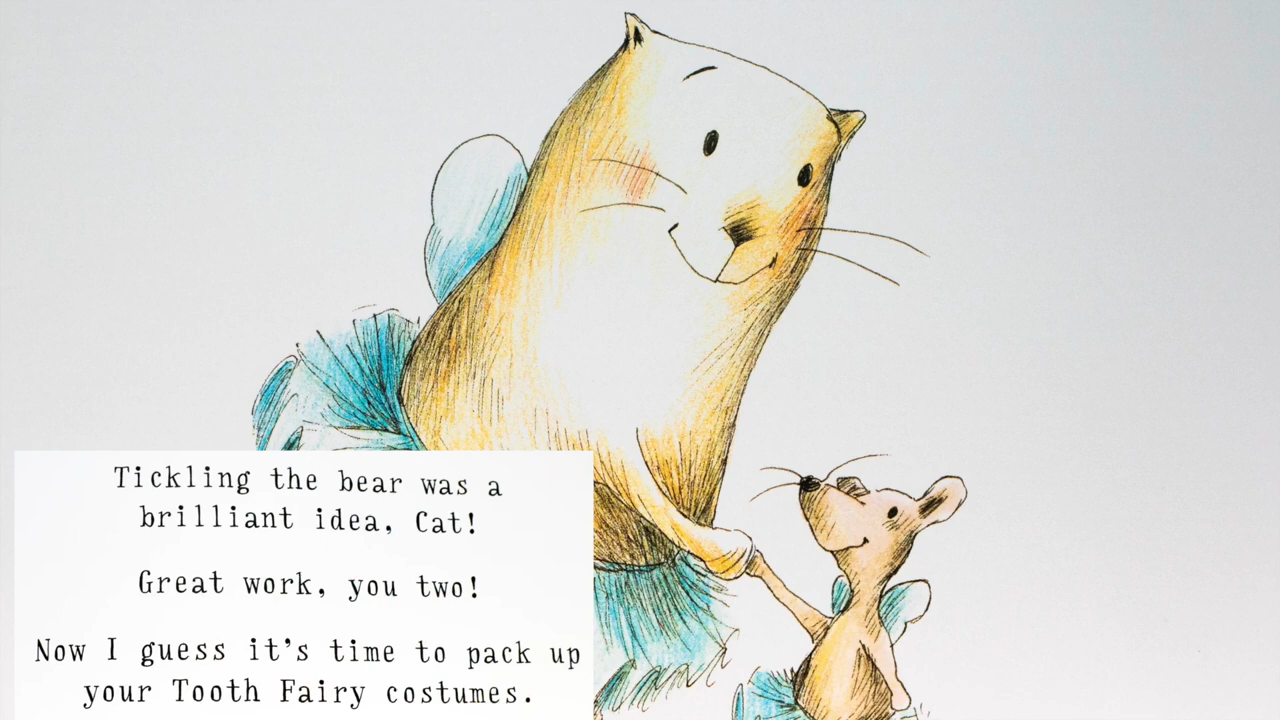 Tickling the bear was a
brilliant idea, Cat!
Great work, you two!
Now I guess it's time to pack up
your Tooth Fairy costumes.